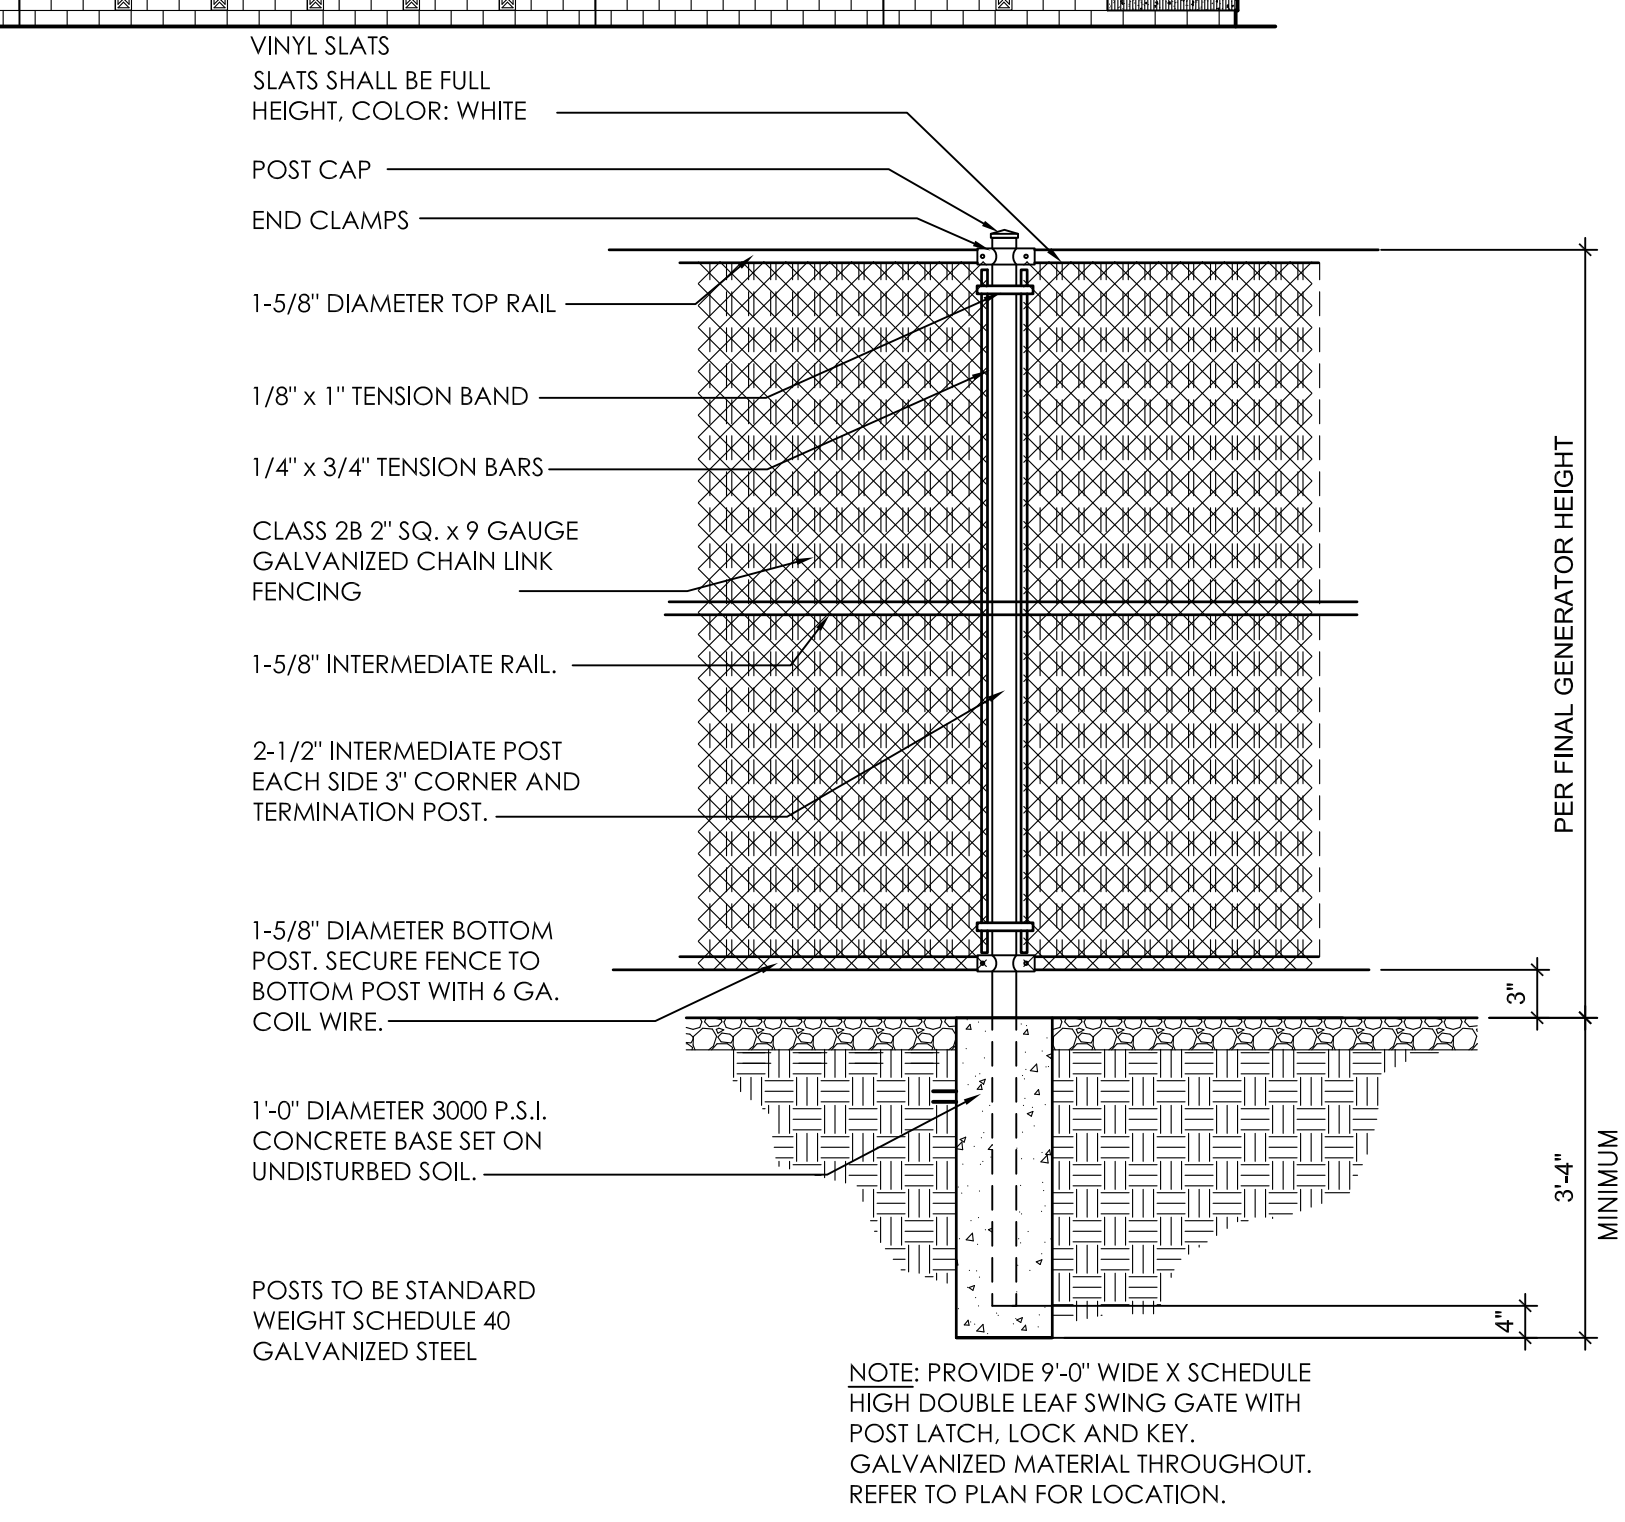 VINYL SLATS
SLATS SHALL BE FULL
HEIGHT, COLOR: WHITE
POST CAP
END CLAMPS
1-5/8" DIAMETER TOP RAIL
1/8" x 1" TENSION BAND
1/4" x 3/4" TENSION BARS
CLASS 2B 2" SQ. x 9 GAUGE
GALVANIZED CHAIN LINK
FENCING
1-5/8" INTERMEDIATE RAIL.
2-1/2" INTERMEDIATE POST
EACH SIDE 3" CORNER AND
TERMINATION POST.
1-5/8" DIAMETER BOTTOM
POST. SECURE FENCE TO
BOTTOM POST WITH 6 GA.
COIL WIRE.
1'-0" DIAMETER 3000 P.S.I.
CONCRETE BASE SET ON
UNDISTURBED SOIL.
POSTS TO BE STANDARD
WEIGHT SCHEDULE 40
GALVANIZED STEEL
PER FINAL GENERATOR HEIGHT
3"
3'-4"
MINIMUM
4"
NOTE: PROVIDE 9'-0" WIDE X SCHEDULE
HIGH DOUBLE LEAF SWING GATE WITH
POST LATCH, LOCK AND KEY.
GALVANIZED MATERIAL THROUGHOUT.
REFER TO PLAN FOR LOCATION.